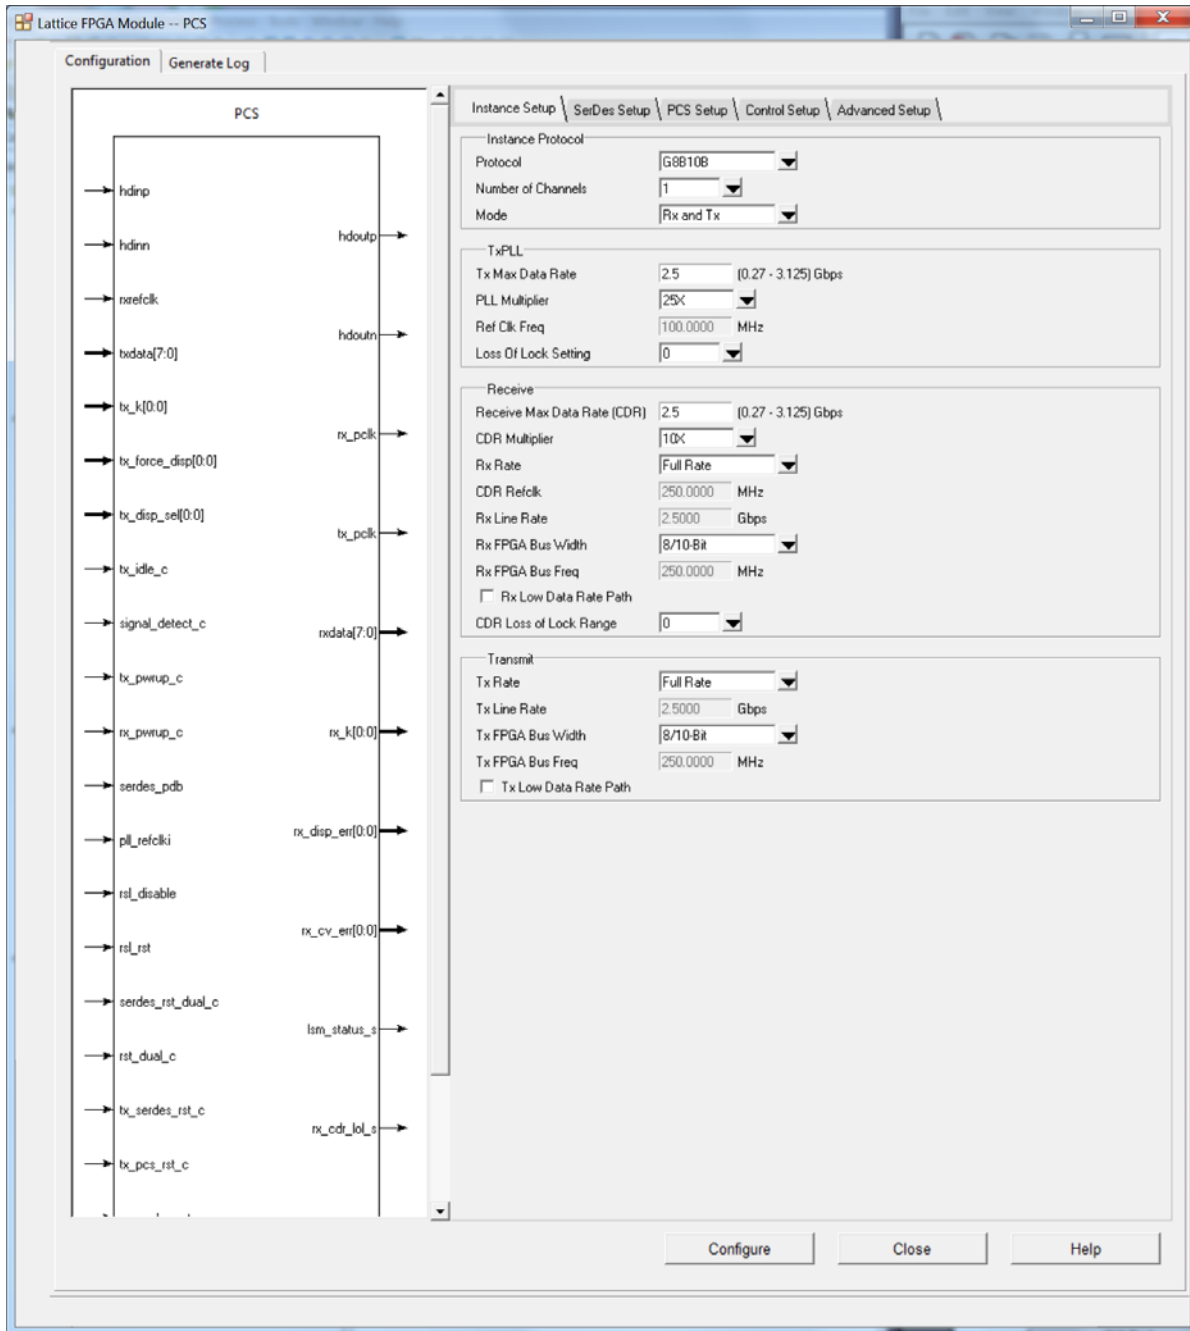 Lattice FPGA Module -- PCS
Configuration
Generate Log
PCS
hdinp
hdinn
rxrefclk
txdata[7:0]
tx_k[0:0]
tx_force_disp[0:0]
tx_disp_sel[0:0]
tx_idle_c
signal_detect_c
tx_pwrup_c
rx_pwrup_c
serdes_pdb
pll_refclki
rsl_disable
rsl_rst
serdes_rst_dual_c
rst_dual_c
tx_serdes_rst_c
tx_pcs_rst_c
hdoutp
hdoutn
rx_pclk
tx_pclk
rxdata[7:0]
rx_k[0:0]
rx_disp_err[0:0]
rx_cv_err[0:0]
lsm_status_s
rx_cdr_lol_s
Instance Setup SerDes Setup PCS Setup Control Setup Advanced Setup
Instance Protocol
Protocol G8B10B
Number of Channels 1
Mode Rx and Tx
TxPLL
Tx Max Data Rate 2.5 (0.27 - 3.125) Gbps
PLL Multiplier 25X
Ref Clk Freq 100.0000 MHz
Loss Of Lock Setting 0
Receive
Receive Max Data Rate (CDR) 2.5 (0.27 - 3.125) Gbps
CDR Multiplier 10X
Rx Rate Full Rate
CDR Refclk 250.0000 MHz
Rx Line Rate 2.5000 Gbps
Rx FPGA Bus Width 8/10-Bit
Rx FPGA Bus Freq 250.0000 MHz
Rx Low Data Rate Path
CDR Loss of Lock Range 0
Transmit
Tx Rate Full Rate
Tx Line Rate 2.5000 Gbps
Tx FPGA Bus Width 8/10-Bit
Tx FPGA Bus Freq 250.0000 MHz
Tx Low Data Rate Path
Configure Close Help